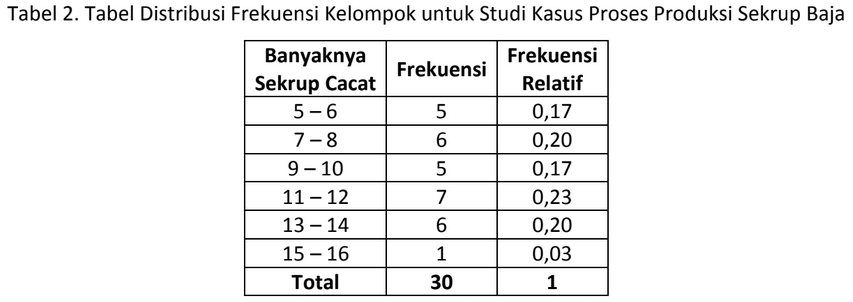 Tabel 2. Tabel Distribusi Frekuensi Kelompok untuk Studi Kasus Proses Produksi Sekrup Baja
Banyaknya Sekrup Cacat Frekuensi Frekuensi Relatif
5 – 6 5 0,17
7 – 8 6 0,20
9 – 10 5 0,17
11 – 12 7 0,23
13 – 14 6 0,20
15 – 16 1 0,03
Total 30 1